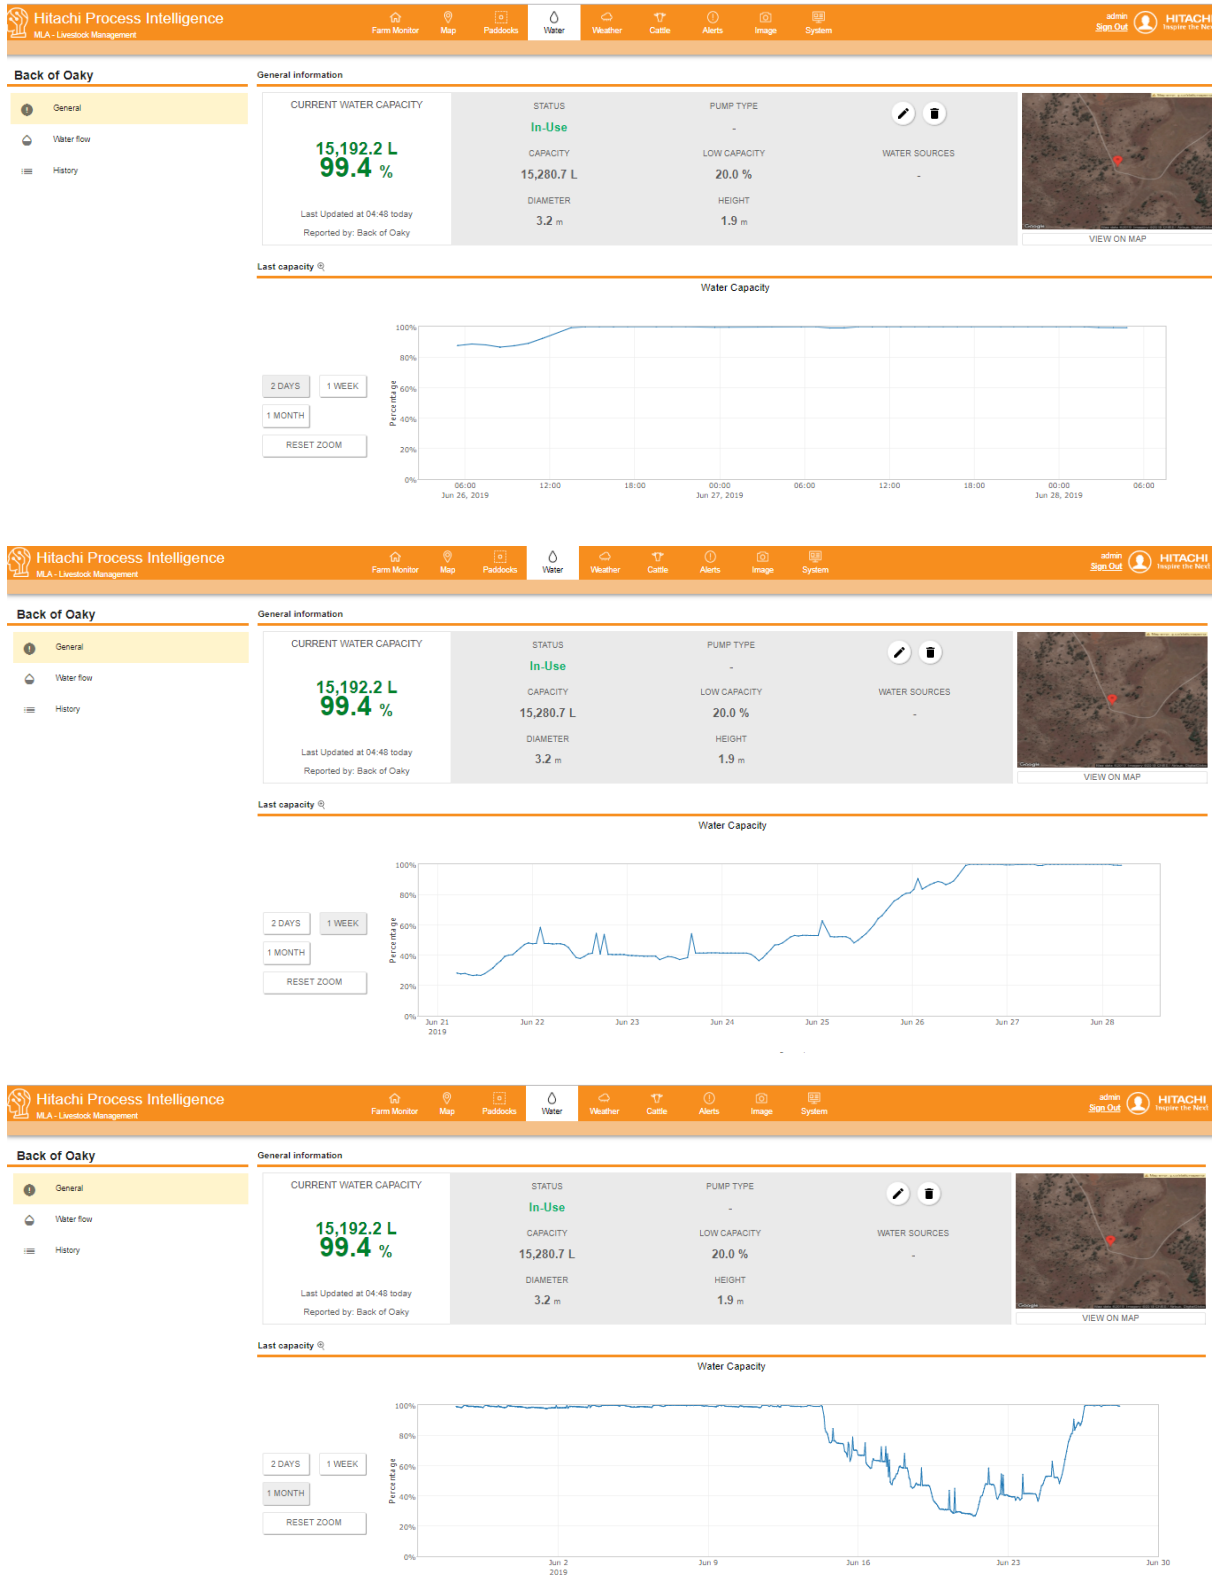 Hitachi Process Intelligence
MLA - Livestock Management
Farm Monitor Map Paddocks Water Weather Cattle Alerts Image System
admin
Sign Out
HITACHI
Inspire the Ne
Back of Oaky
General
Water flow
History
General information
CURRENT WATER CAPACITY
15,192.2 L
99.4 %
Last Updated at 04:48 today
Reported by: Back of Oaky
STATUS PUMP TYPE
In-Use -
CAPACITY LOW CAPACITY WATER SOURCES
15,280.7 L 20.0 % -
DIAMETER HEIGHT
3.2 m 1.9 m
Google
VIEW ON MAP
Last capacity
Water Capacity
2 DAYS 1 WEEK
1 MONTH
RESET ZOOM
Percentage
100%
80%
60%
40%
20%
0%
06:00 12:00 18:00 00:00 06:00 12:00 18:00 00:00 06:00
Jun 26, 2019 Jun 27, 2019 Jun 28, 2019
Hitachi Process Intelligence
MLA - Livestock Management
Farm Monitor Map Paddocks Water Weather Cattle Alerts Image System
admin
Sign Out
HITACHI
Inspire the Next
Back of Oaky
General
Water flow
History
General information
CURRENT WATER CAPACITY
15,192.2 L
99.4 %
Last Updated at 04:48 today
Reported by: Back of Oaky
STATUS PUMP TYPE
In-Use -
CAPACITY LOW CAPACITY WATER SOURCES
15,280.7 L 20.0 % -
DIAMETER HEIGHT
3.2 m 1.9 m
Google
VIEW ON MAP
Last capacity
Water Capacity
2 DAYS 1 WEEK
1 MONTH
RESET ZOOM
Percentage
100%
80%
60%
40%
20%
0%
Jun 21 Jun 22 Jun 23 Jun 24 Jun 25 Jun 26 Jun 27 Jun 28
2019
Hitachi Process Intelligence
MLA - Livestock Management
Farm Monitor Map Paddocks Water Weather Cattle Alerts Image System
admin
Sign Out
HITACHI
Inspire the Next
Back of Oaky
General
Water flow
History
General information
CURRENT WATER CAPACITY
15,192.2 L
99.4 %
Last Updated at 04:48 today
Reported by: Back of Oaky
STATUS PUMP TYPE
In-Use -
CAPACITY LOW CAPACITY WATER SOURCES
15,280.7 L 20.0 % -
DIAMETER HEIGHT
3.2 m 1.9 m
Google
VIEW ON MAP
Last capacity
Water Capacity
2 DAYS 1 WEEK
1 MONTH
RESET ZOOM
Percentage
100%
80%
60%
40%
20%
0%
Jun 2 Jun 9 Jun 16 Jun 23 Jun 30
2019